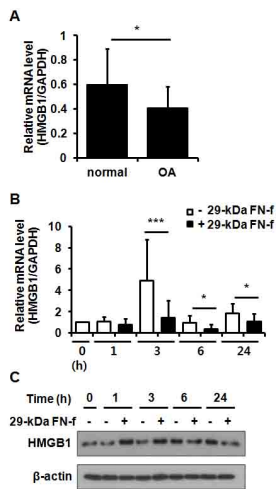 A
*
Relative mRNA level
(HMGB1/GAPDH)
1
0.8
0.6
0.4
0.2
0
normal OA
B
- 29-kDa FN-f
+ 29-kDa FN-f
Relative mRNA level
(HMGB1/GAPDH)
10
8
6
4
2
0
***
*
*
0 1 3 6 24
(h)
C
Time (h) 0 1 3 6 24
29-kDa FN-f - - + - + - + - +
HMGB1
β-actin